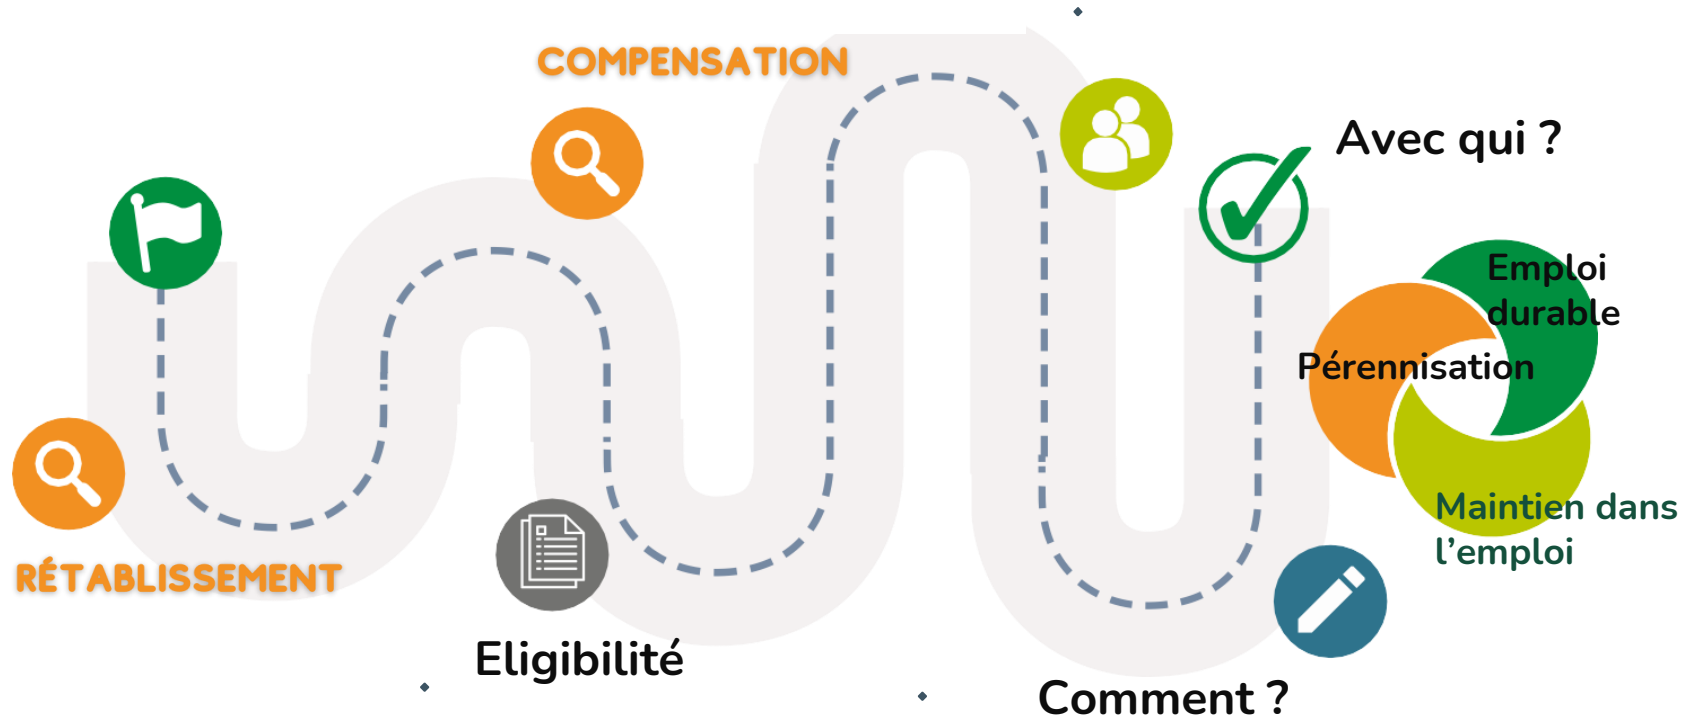 COMPENSATION
Avec qui ?
Emploi
durable
Pérennisation
Maintien dans
l’emploi
RÉTABLISSEMENT
Eligibilité
Comment ?